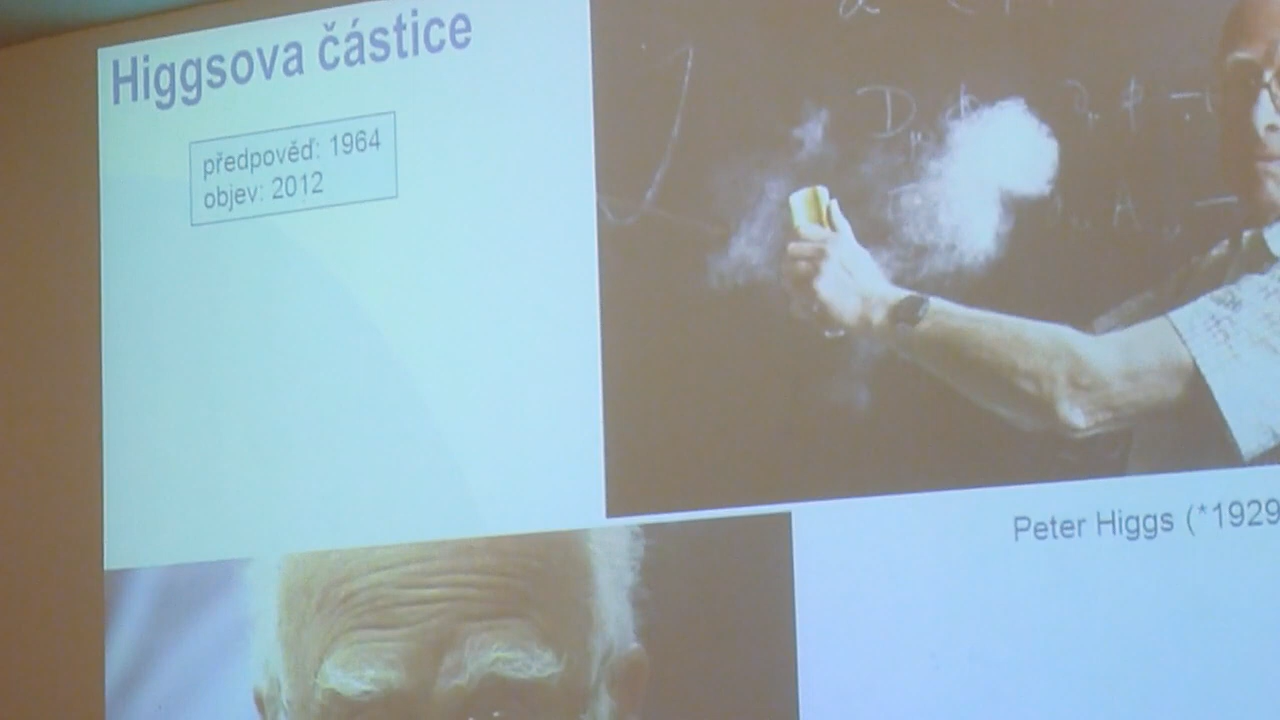 Higgsova částice
předpověď: 1964
objev: 2012
Peter Higgs (*1929